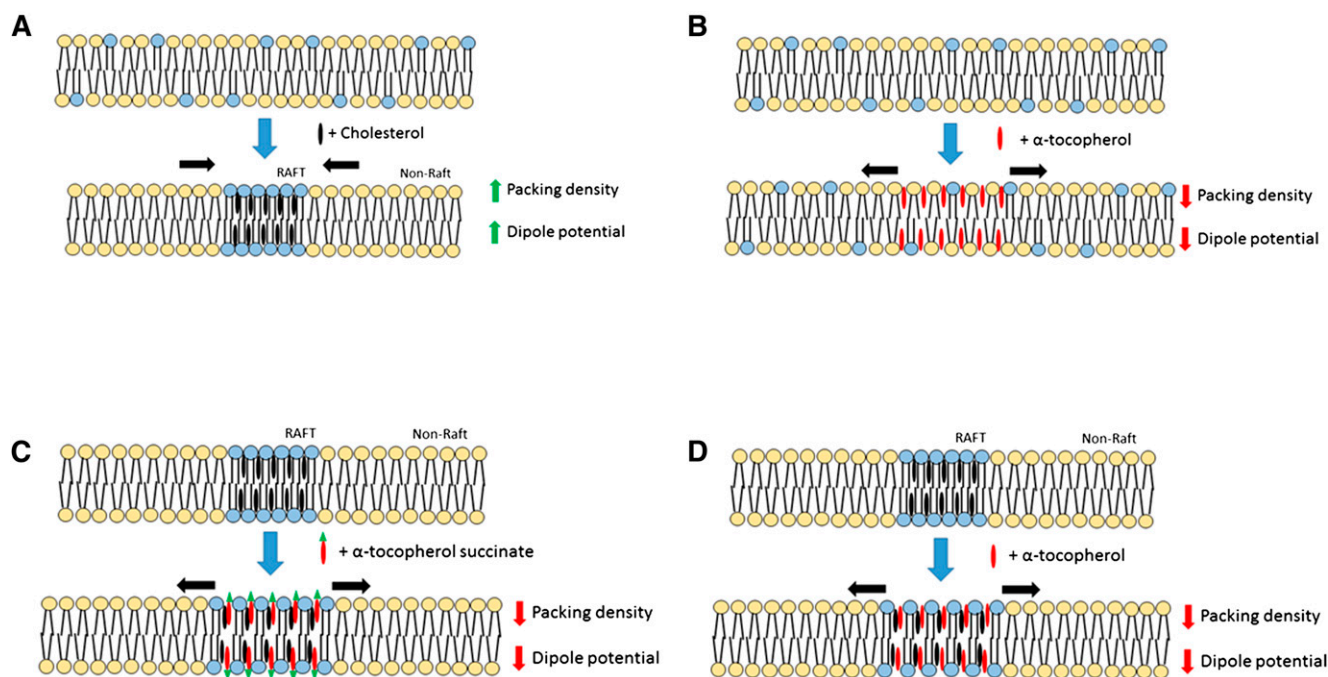 A
+ Cholesterol
RAFT
Non-Raft
Packing density
Dipole potential
B
+ α-tocopherol
Packing density
Dipole potential
C
RAFT
Non-Raft
+ α-tocopherol succinate
Packing density
Dipole potential
D
RAFT
Non-Raft
+ α-tocopherol
Packing density
Dipole potential